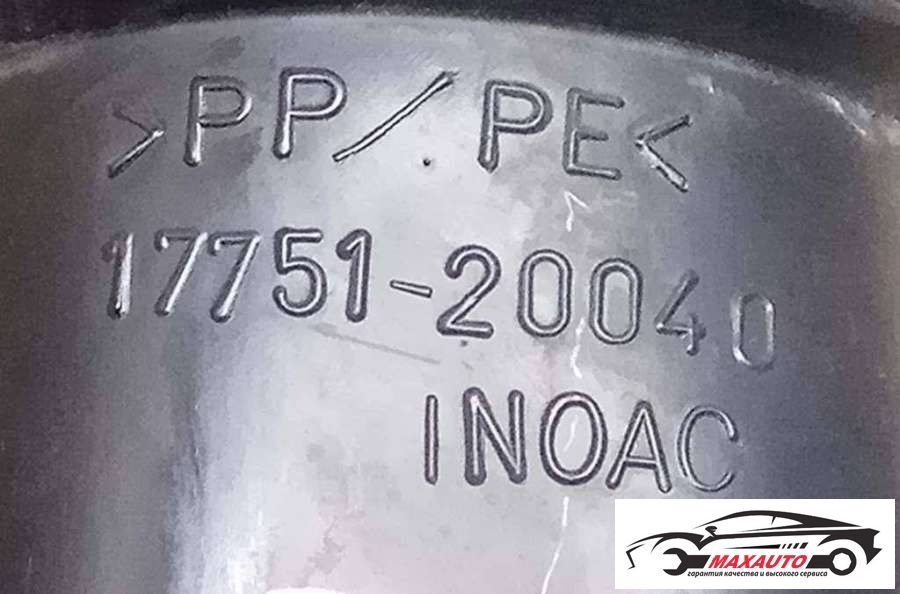 >PP/PE<
17751-20040
INOAC
MAXAUTO
гарантия качества и высокого сервиса